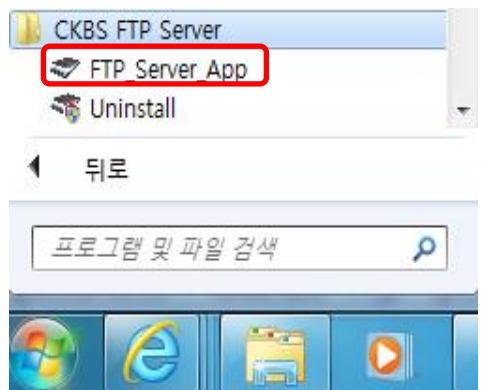 CKBS FTP Server
FTP_Server_App
Uninstall
뒤로
프로그램 및 파일 검색